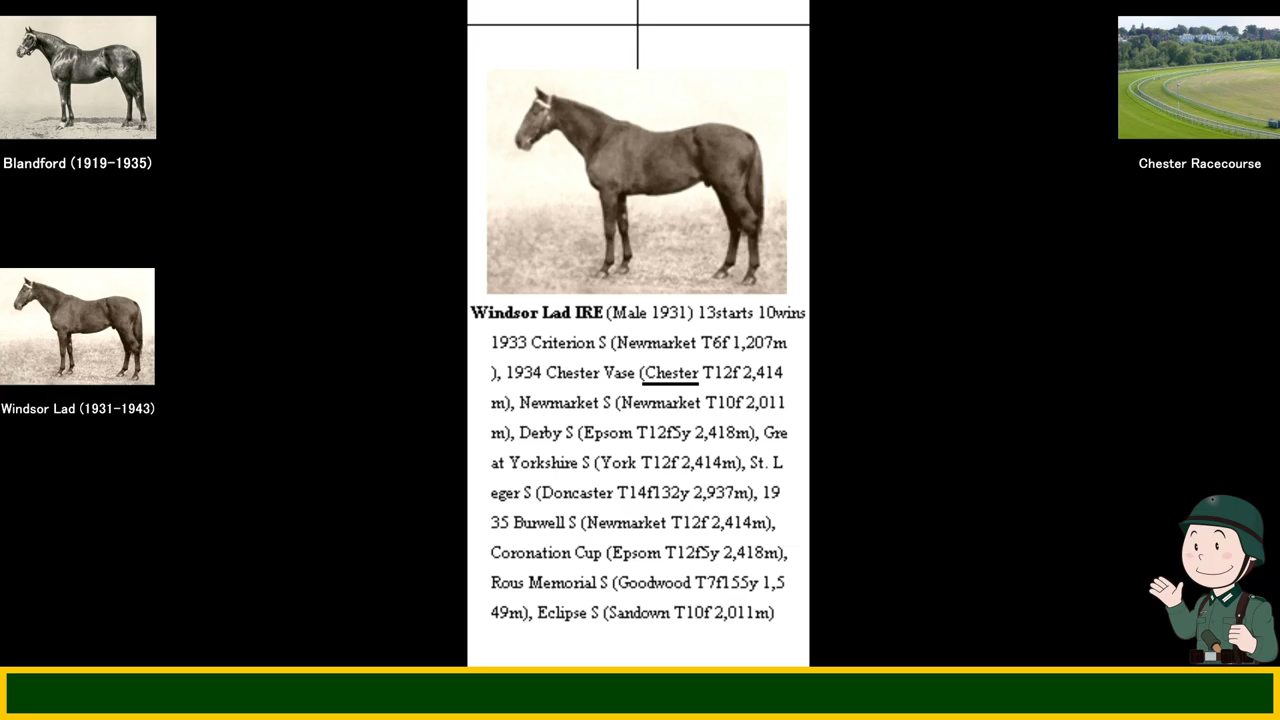 Blandford (1919-1935)
Windsor Lad (1931-1943)
Windsor Lad IRE (Male 1931) 13starts 10wins
1933 Criterion S (Newmarket T6f 1,207m
), 1934 Chester Vase (Chester T12f 2,414
m), Newmarket S (Newmarket T10f 2,011
m), Derby S (Epsom T12f5y 2,418m), Gre
at Yorkshire S (York T12f 2,414m), St. L
eger S (Doncaster T14f132y 2,937m), 19
35 Burwell S (Newmarket T12f 2,414m),
Coronation Cup (Epsom T12f5y 2,418m),
Rous Memorial S (Goodwood T7f155y 1,5
49m), Eclipse S (Sandown T10f 2,011m)
Chester Racecourse